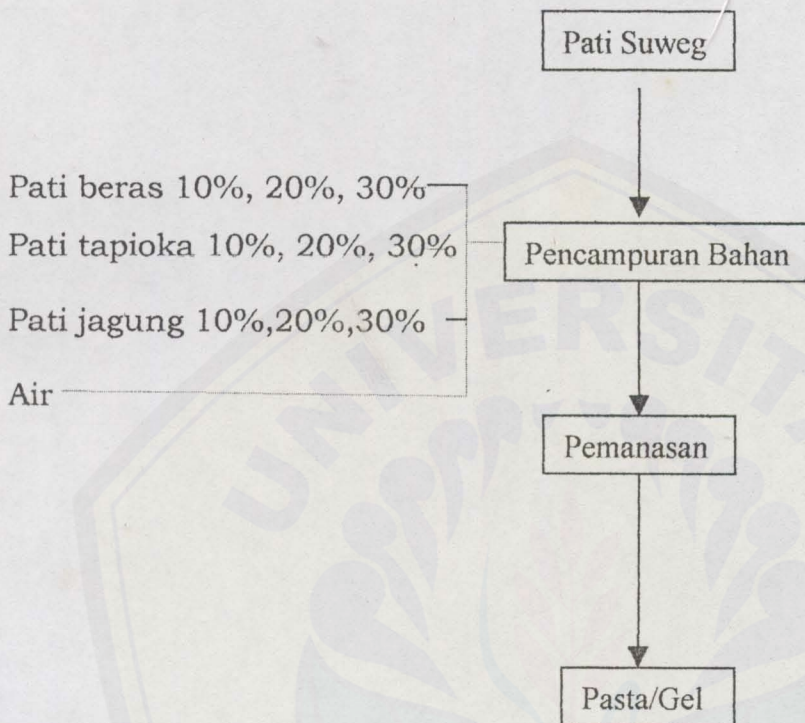 Pati Suweg
Pati beras 10%, 20%, 30%
Pati tapioka 10%, 20%, 30%
Pencampuran Bahan
Pati jagung 10%,20%,30%
Air
Pemanasan
Pasta/Gel
UNIVERSITA